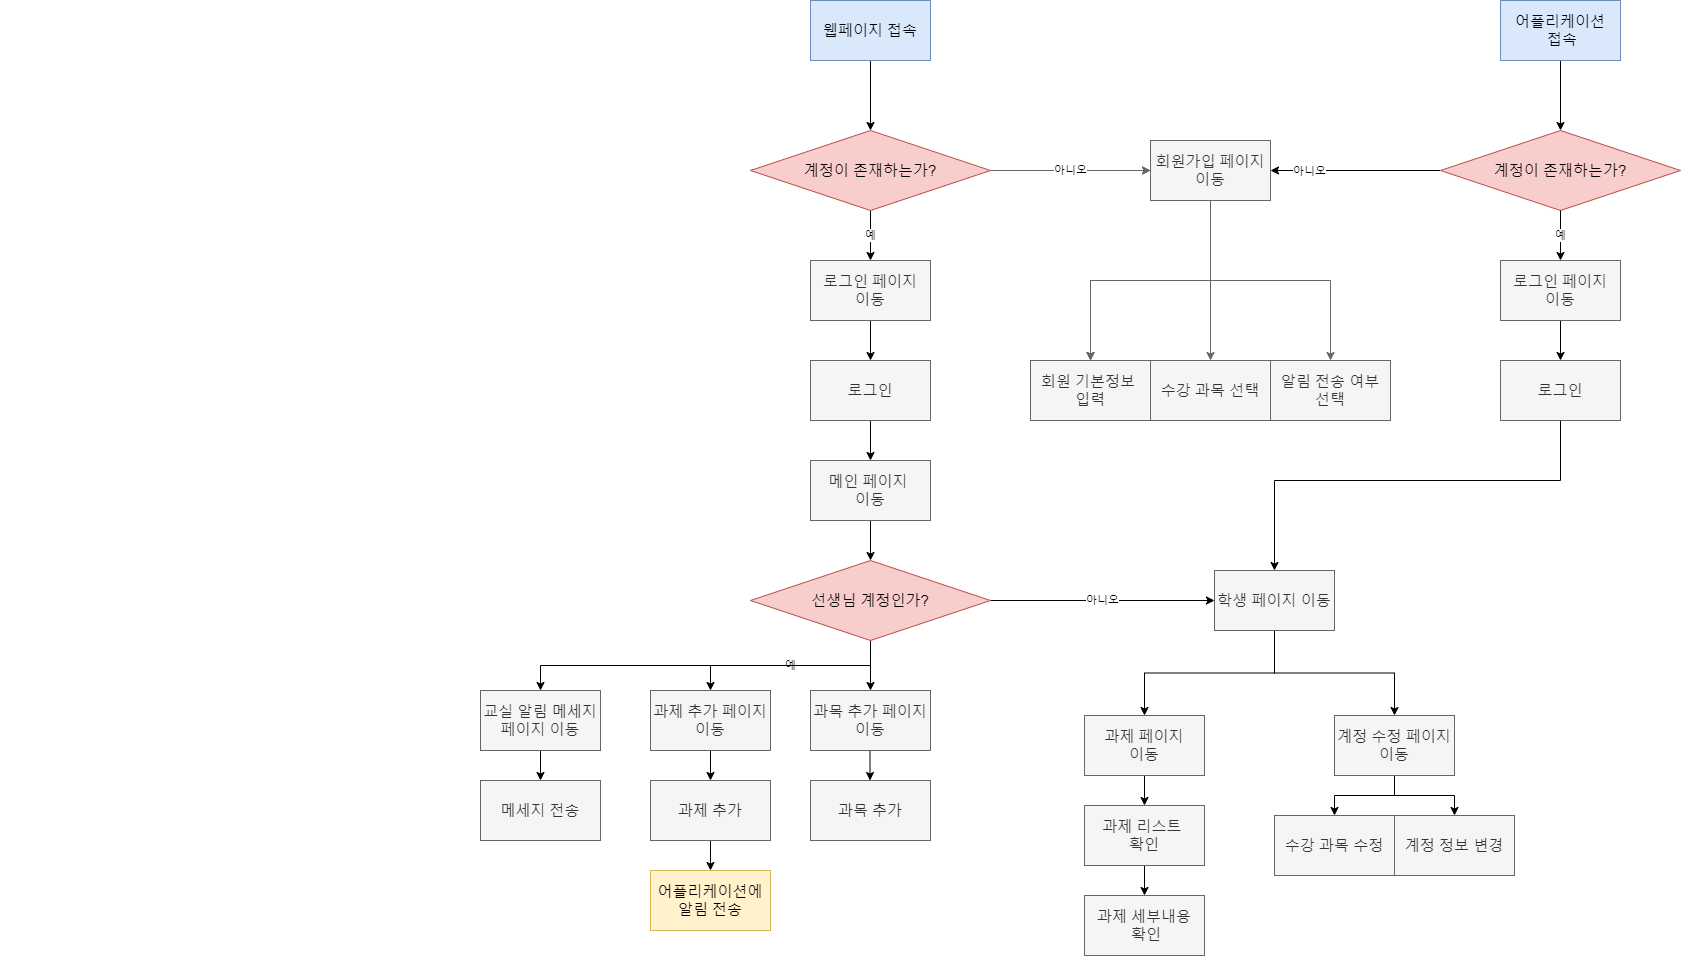 웹페이지 접속
어플리케이션
접속
계정이 존재하는가?
아니오
회원가입 페이지
이동
아니오
계정이 존재하는가?
예
예
로그인 페이지
이동
로그인 페이지
이동
로그인
회원 기본정보
입력
수강 과목 선택
알림 전송 여부
선택
로그인
메인 페이지
이동
선생님 계정인가?
아니오
학생 페이지 이동
예
교실 알림 메세지
페이지 이동
과제 추가 페이지
이동
과목 추가 페이지
이동
과제 페이지
이동
계정 수정 페이지
이동
메세지 전송
과제 추가
과목 추가
과제 리스트
확인
수강 과목 수정
계정 정보 변경
어플리케이션에
알림 전송
과제 세부내용
확인